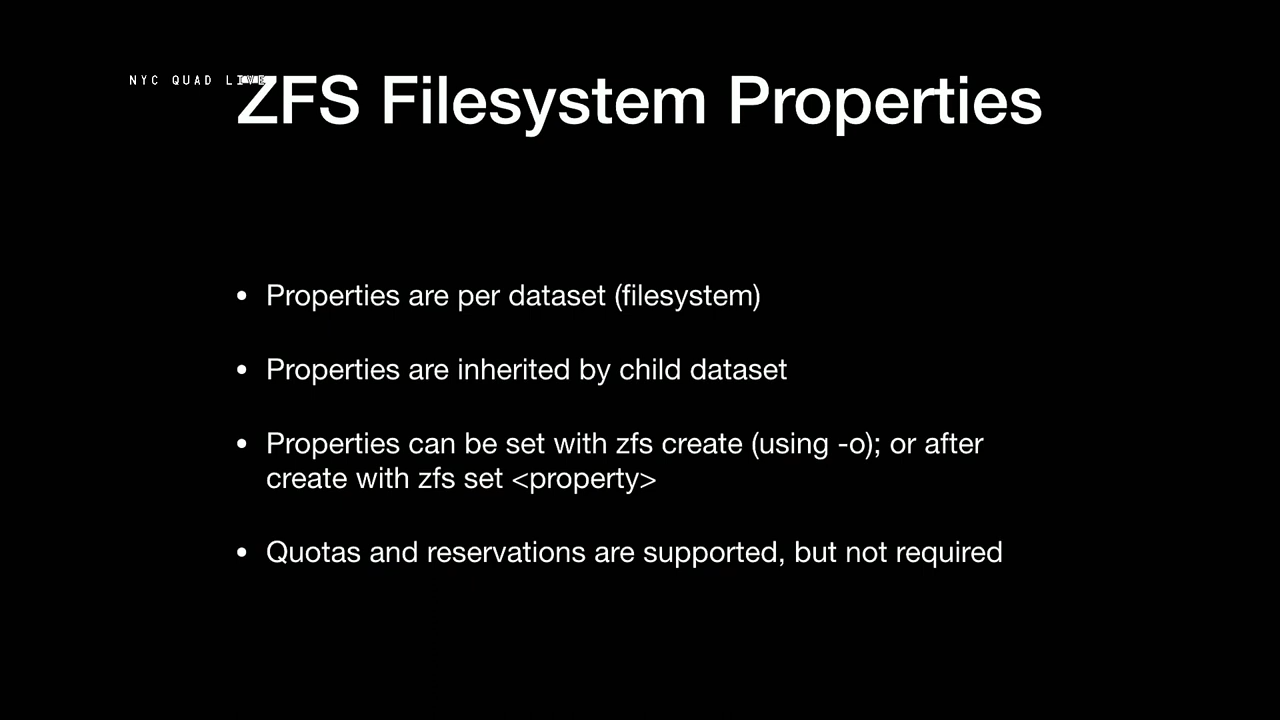 NYC QUAD LIVE
ZFS Filesystem Properties
• Properties are per dataset (filesystem)
• Properties are inherited by child dataset
• Properties can be set with zfs create (using -o); or after
create with zfs set <property>
• Quotas and reservations are supported, but not required